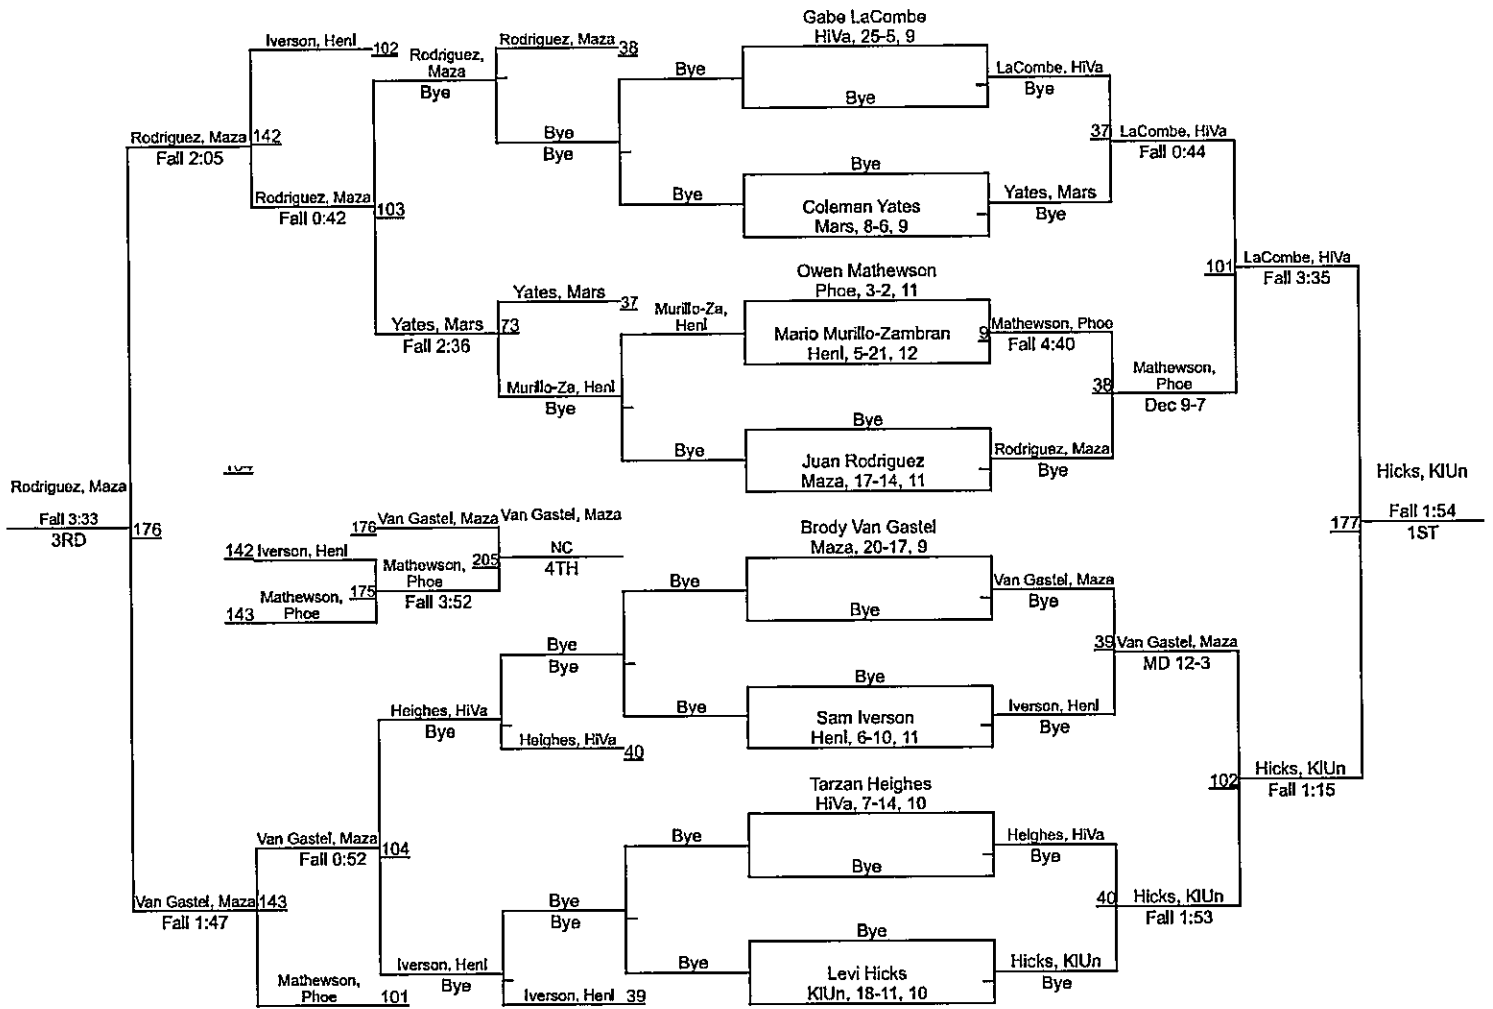 Gabe LaCombe
HiVa, 25-5, 9
Iverson, Henl 102
Rodriguez, Maza 38
Rodriguez,
Maza
Bye
Bye
Bye
LaCombe, HiVa
Bye
Rodriguez, Maza 142
Fall 2:05
Bye
Bye
37 LaCombe, HiVa
Fall 0:44
Bye
Rodriguez, Maza
Fall 0:42
103
Bye
Coleman Yates
Mars, 8-6, 9
Yates, Mars
Bye
101 LaCombe, HiVa
Fall 3:35
Owen Mathewson
Phoe, 3-2, 11
Yates, Mars 37
Murillo-Za,
Henl
Yates, Mars 73
Fall 2:36
Mario Murillo-Zambran
Henl, 5-21, 12
9 Mathewson, Phoe
Fall 4:40
Murillo-Za, Henl
Bye
38 Mathewson,
Phoe
Dec 9-7
Bye
Bye
Juan Rodriguez
Maza, 17-14, 11
Rodriguez, Maza
Bye
Rodriguez, Maza
Fall 3:33
3RD
176
Hicks, KlUn
177 Fall 1:54
1ST
176 Van Gastel, Maza Van Gastel, Maza
NC
4TH
142 Iverson, Henl
Mathewson,
Phoe
205
Fall 3:52
Mathewson,
Phoe
175
143
Brody Van Gastel
Maza, 20-17, 9
Bye
Bye
Van Gastel, Maza
Bye
Bye
Bye
39 Van Gastel, Maza
MD 12-3
Bye
Heighes, HiVa
Bye
Heighes, HiVa 40
Bye
Sam Iverson
Henl, 6-10, 11
Iverson, Henl
Bye
102 Hicks, KlUn
Fall 1:15
Tarzan Heighes
HiVa, 7-14, 10
Van Gastel, Maza
Fall 0:52
104
Bye
Bye
Heighes, HiVa
Bye
Van Gastel, Maza 143
Fall 1:47
Bye
Bye
40 Hicks, KlUn
Fall 1:53
Bye
Iverson, Henl
Bye
Bye
Levi Hicks
KlUn, 18-11, 10
Hicks, KlUn
Bye
Mathewson,
Phoe 101
Iverson, Henl 39